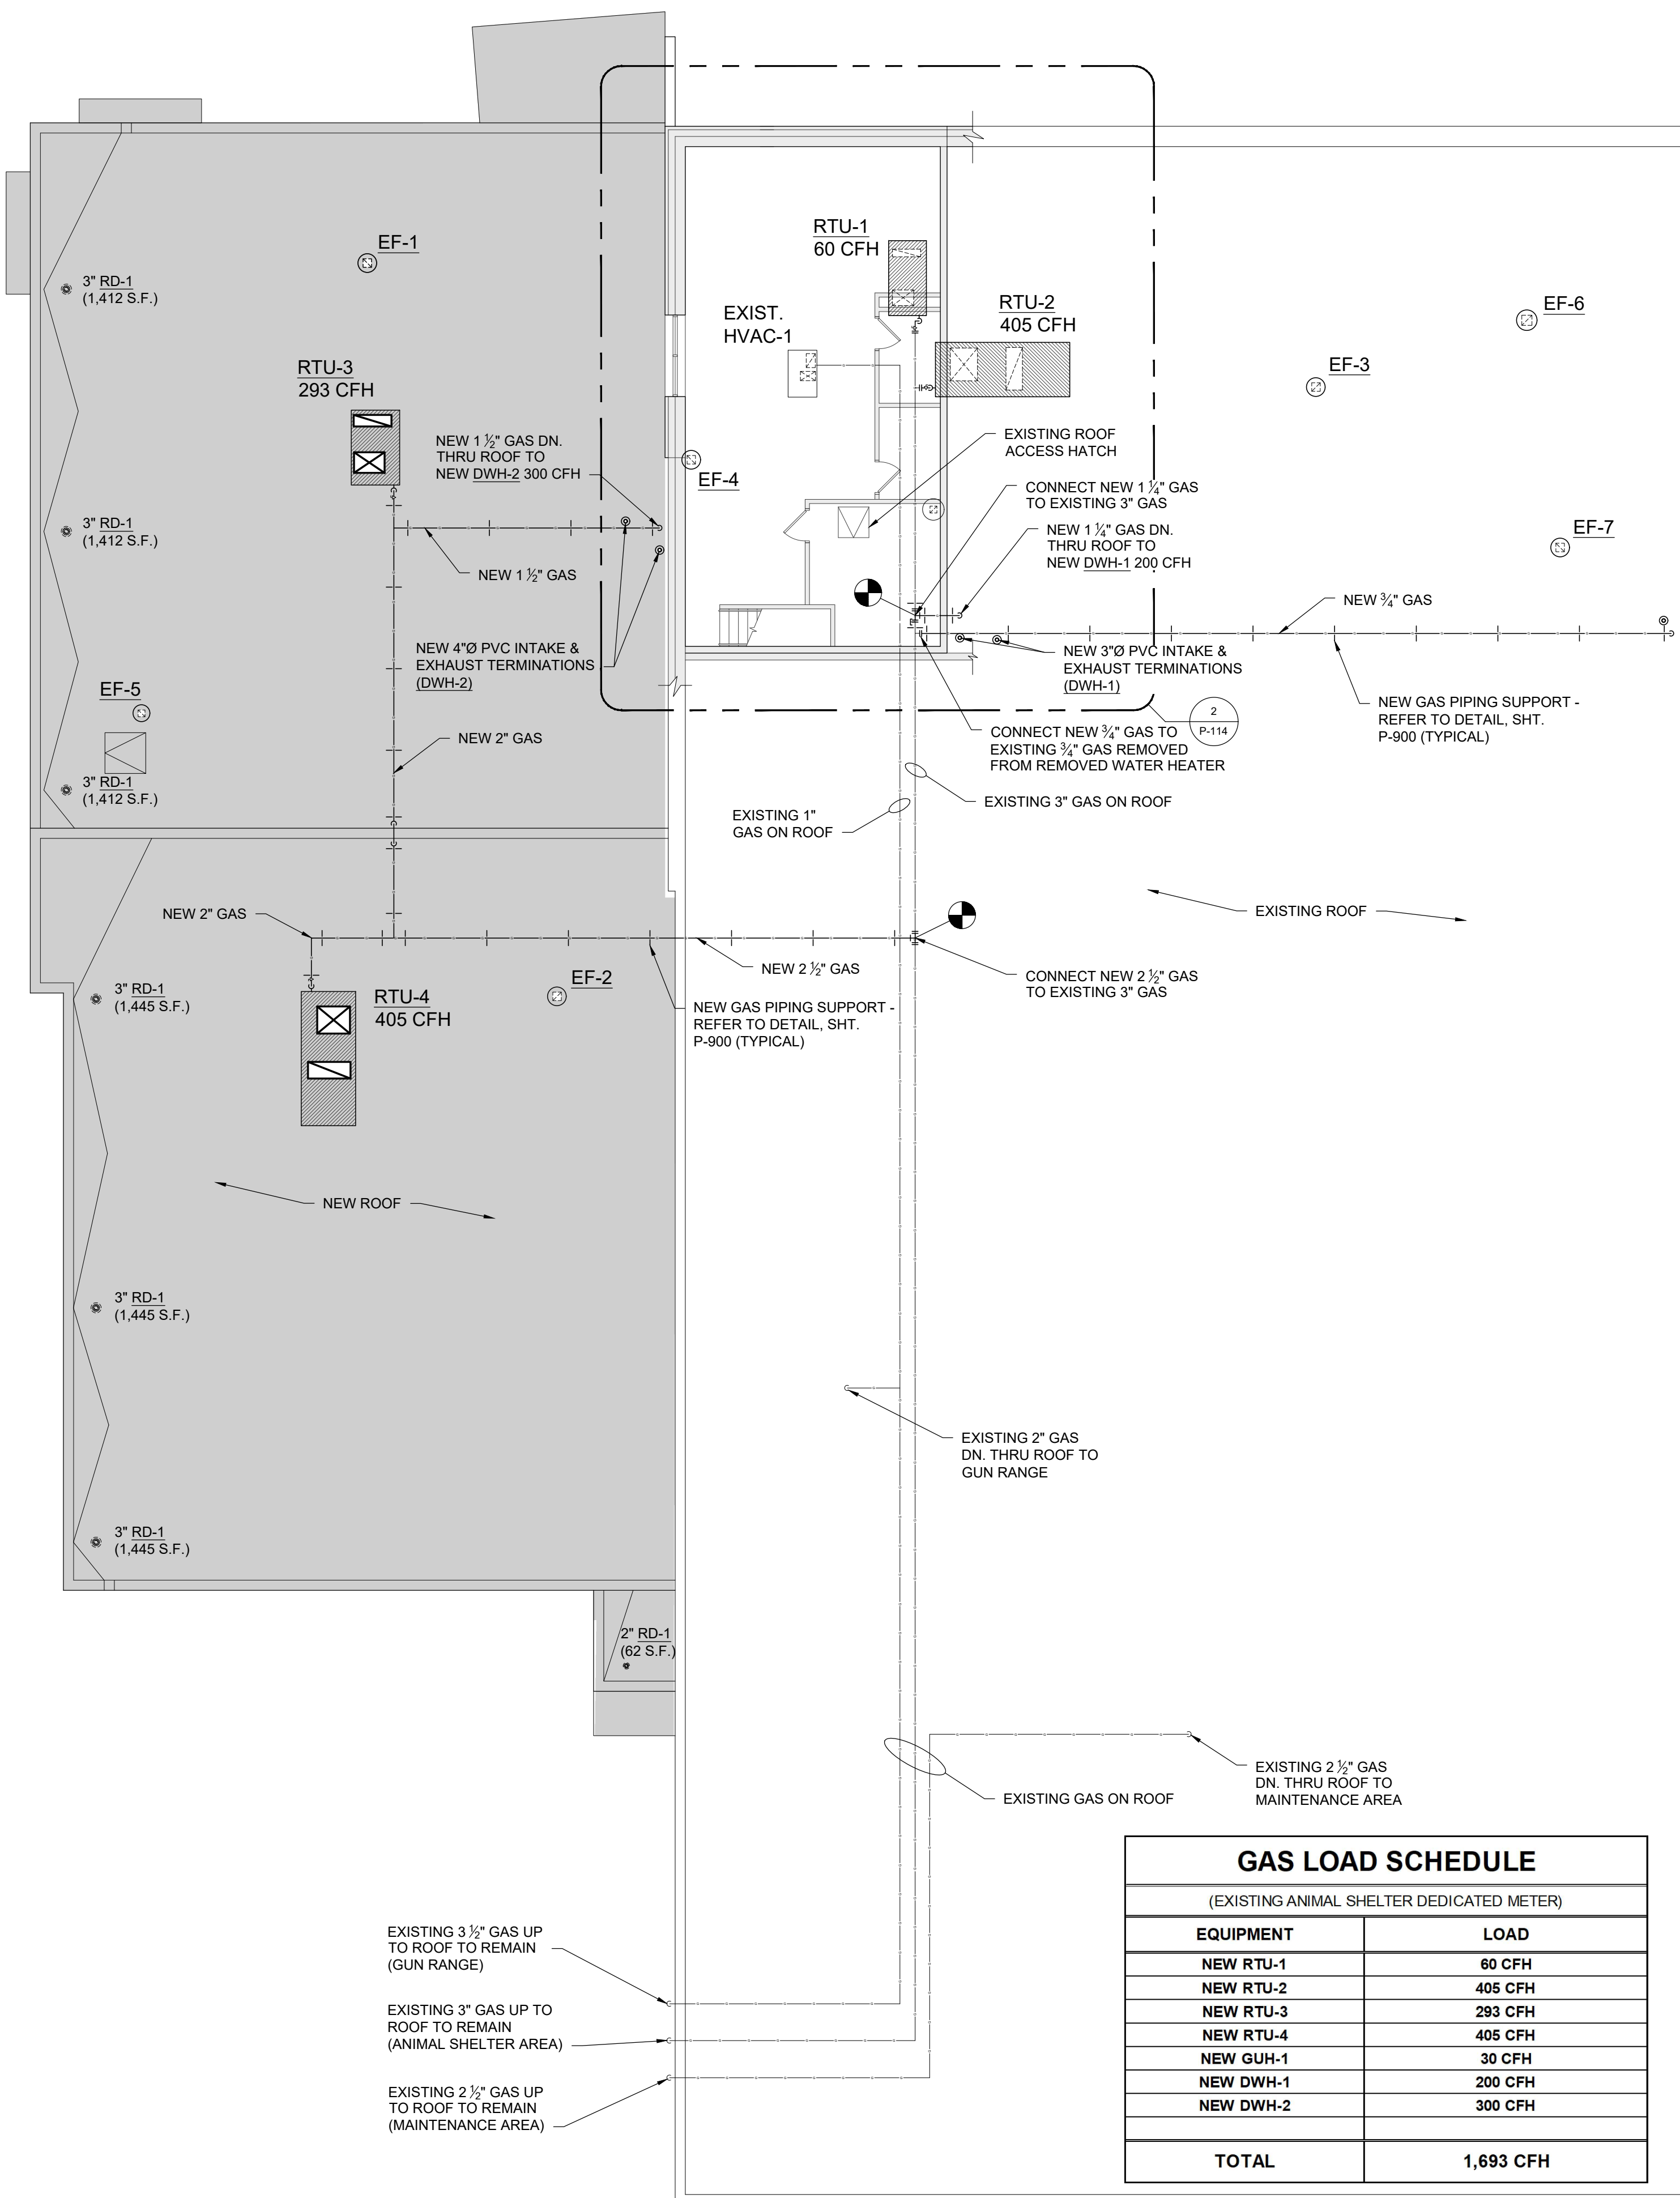 RTU-1
60 CFH
EF-1
3" RD-1
(1,412 S.F.)
RTU-2
405 CFH
EF-6
EXIST.
HVAC-1
RTU-3
293 CFH
EF-3
NEW 1 ½" GAS DN.
THRU ROOF TO
NEW DWH-2 300 CFH
EXISTING ROOF
ACCESS HATCH
EF-4
CONNECT NEW 1 ¼" GAS
TO EXISTING 3" GAS
3" RD-1
(1,412 S.F.)
NEW 1 ¼" GAS DN.
THRU ROOF TO
NEW DWH-1 200 CFH
EF-7
NEW 1 ½" GAS
NEW ¾" GAS
NEW 4"Ø PVC INTAKE &
EXHAUST TERMINATIONS
(DWH-2)
NEW 3"Ø PVC INTAKE &
EXHAUST TERMINATIONS
(DWH-1)
EF-5
NEW GAS PIPING SUPPORT -
REFER TO DETAIL, SHT.
P-900 (TYPICAL)
2
P-114
NEW 2" GAS
CONNECT NEW ¾" GAS TO
EXISTING ¾" GAS REMOVED
FROM REMOVED WATER HEATER
3" RD-1
(1,412 S.F.)
EXISTING 3" GAS ON ROOF
EXISTING 1"
GAS ON ROOF
NEW 2" GAS
EXISTING ROOF
NEW 2 ½" GAS
EF-2
CONNECT NEW 2 ½" GAS
TO EXISTING 3" GAS
3" RD-1
(1,445 S.F.)
RTU-4
405 CFH
NEW GAS PIPING SUPPORT -
REFER TO DETAIL, SHT.
P-900 (TYPICAL)
NEW ROOF
3" RD-1
(1,445 S.F.)
EXISTING 2" GAS
DN. THRU ROOF TO
GUN RANGE
3" RD-1
(1,445 S.F.)
2" RD-1
(62 S.F.)
EXISTING 2 ½" GAS
DN. THRU ROOF TO
MAINTENANCE AREA
EXISTING GAS ON ROOF
EXISTING 3 ½" GAS UP
TO ROOF TO REMAIN
(GUN RANGE)
EXISTING 3" GAS UP TO
ROOF TO REMAIN
(ANIMAL SHELTER AREA)
EXISTING 2 ½" GAS UP
TO ROOF TO REMAIN
(MAINTENANCE AREA)
GAS LOAD SCHEDULE
(EXISTING ANIMAL SHELTER DEDICATED METER)
EQUIPMENT LOAD
NEW RTU-1 60 CFH
NEW RTU-2 405 CFH
NEW RTU-3 293 CFH
NEW RTU-4 405 CFH
NEW GUH-1 30 CFH
NEW DWH-1 200 CFH
NEW DWH-2 300 CFH
TOTAL 1,693 CFH